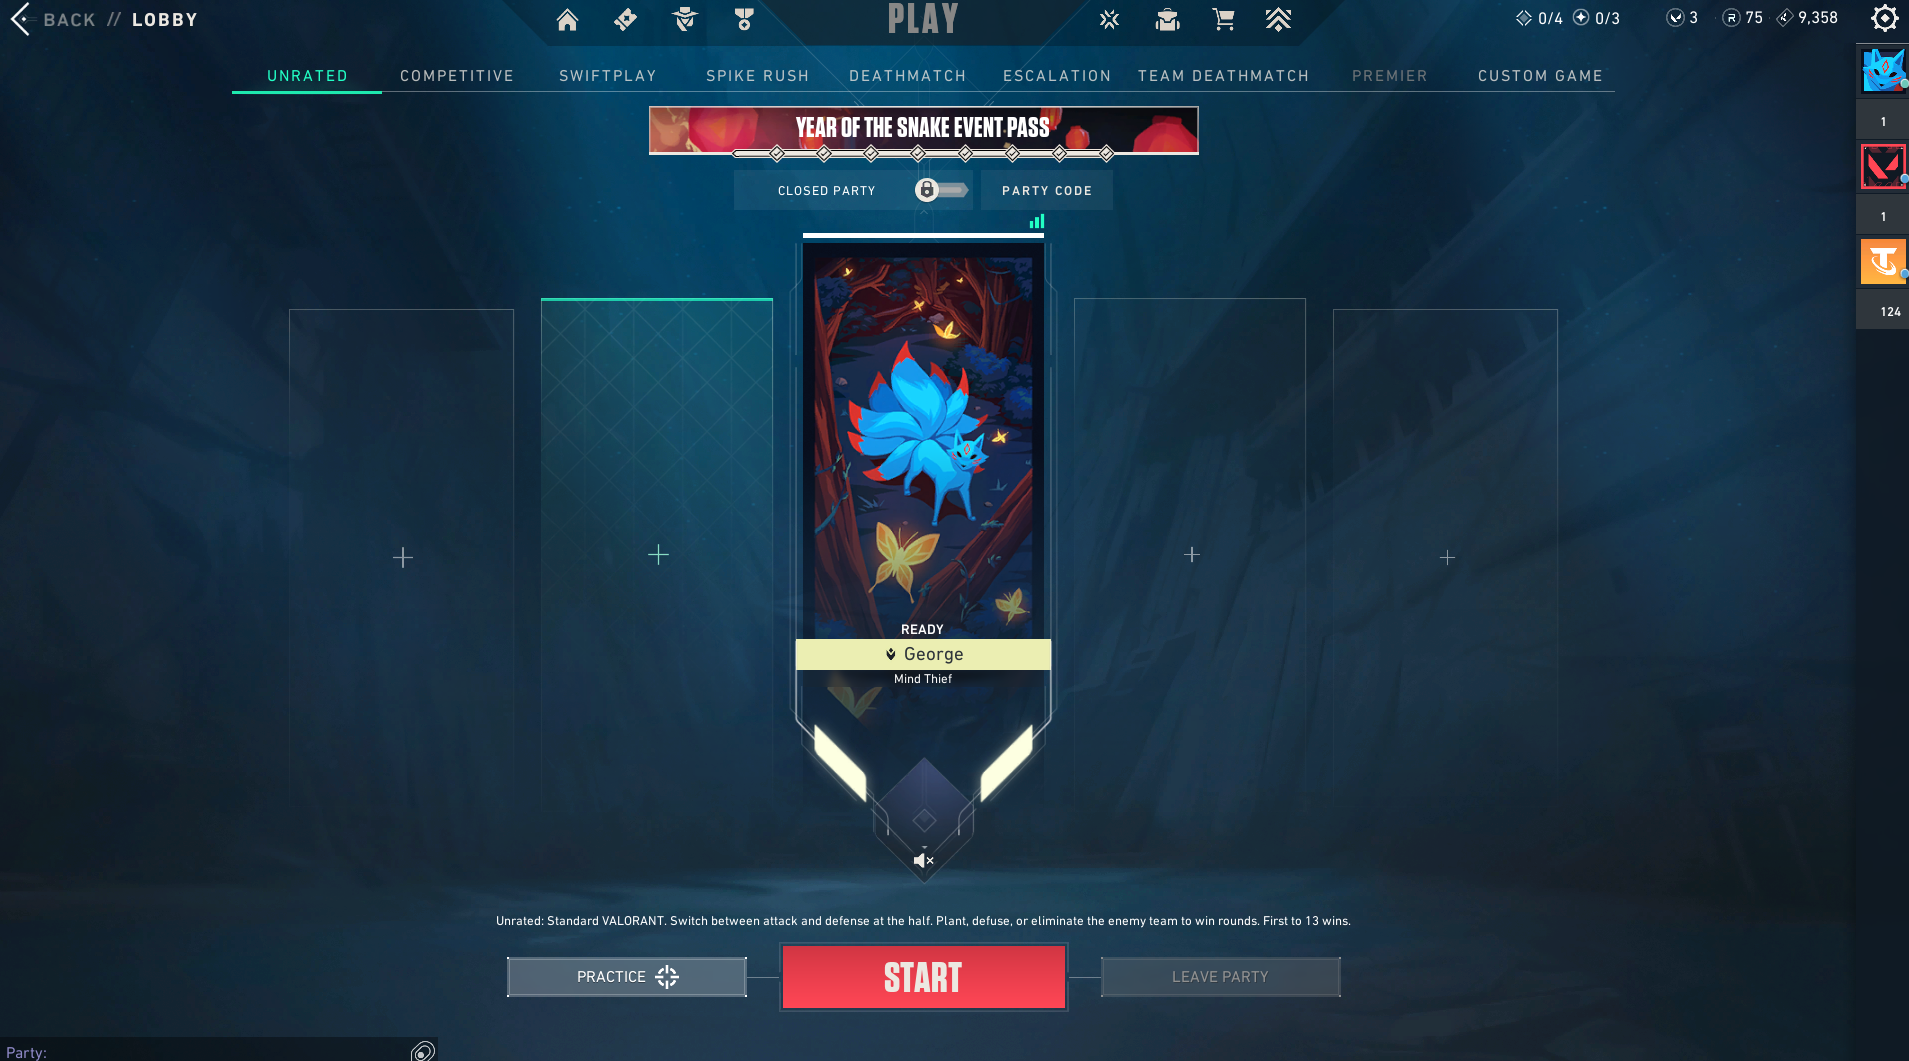 BACK // LOBBY
PLAY
0/4 0/3 3 75 9,358
UNRATED COMPETITIVE SWIFTPLAY SPIKE RUSH DEATHMATCH ESCALATION TEAM DEATHMATCH PREMIER CUSTOM GAME
YEAR OF THE SNAKE EVENT PASS
CLOSED PARTY PARTY CODE
1
1
124
READY
George
Mind Thief
Unrated: Standard VALORANT. Switch between attack and defense at the half. Plant, defuse, or eliminate the enemy team to win rounds. First to 13 wins.
PRACTICE START LEAVE PARTY
Party: